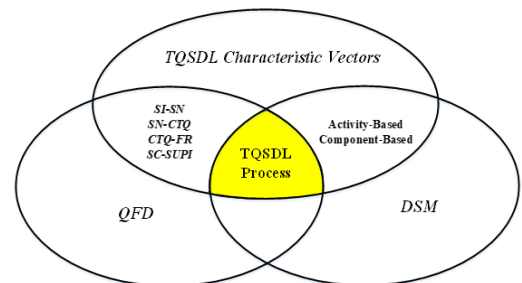 TQSDL Characteristic Vectors
SI-SN
SN-CTQ
CTQ-FR
SC-SUPI
Activity-Based
Component-Based
TQSDL
Process
QFD
DSM